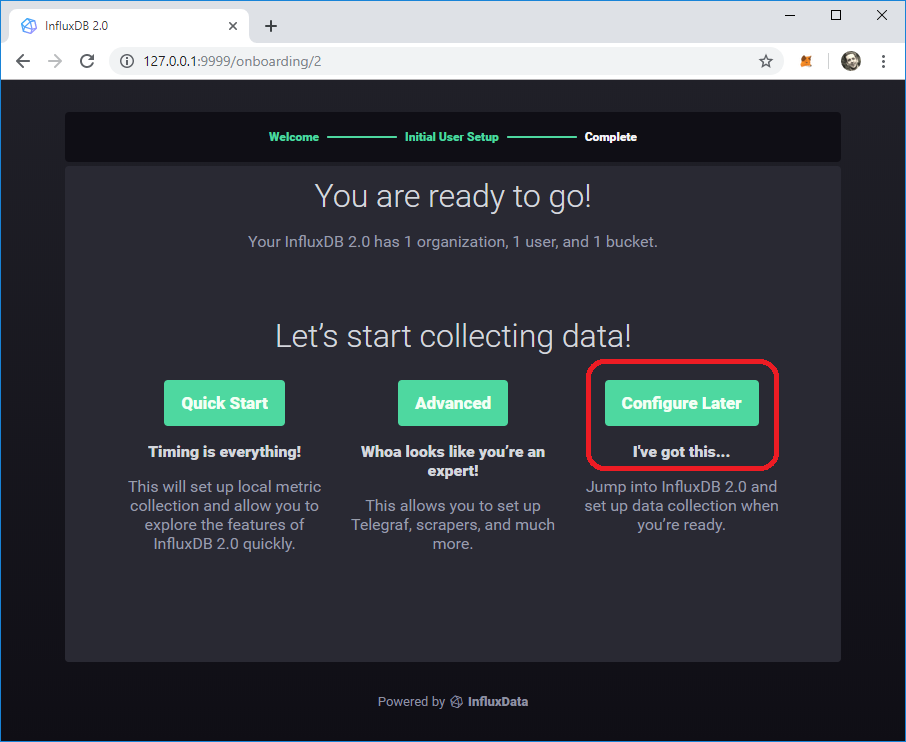 InfluxDB 2.0
127.0.0.1:9999/onboarding/2
Welcome Initial User Setup Complete
You are ready to go!
Your InfluxDB 2.0 has 1 organization, 1 user, and 1 bucket.
Let's start collecting data!
Quick Start
Timing is everything!
This will set up local metric
collection and allow you to
explore the features of
InfluxDB 2.0 quickly.
Advanced
Whoa looks like you're an
expert!
This allows you to set up
Telegraf, scrapers, and much
more.
Configure Later
I've got this...
Jump into InfluxDB 2.0 and
set up data collection when
you're ready.
Powered by InfluxData